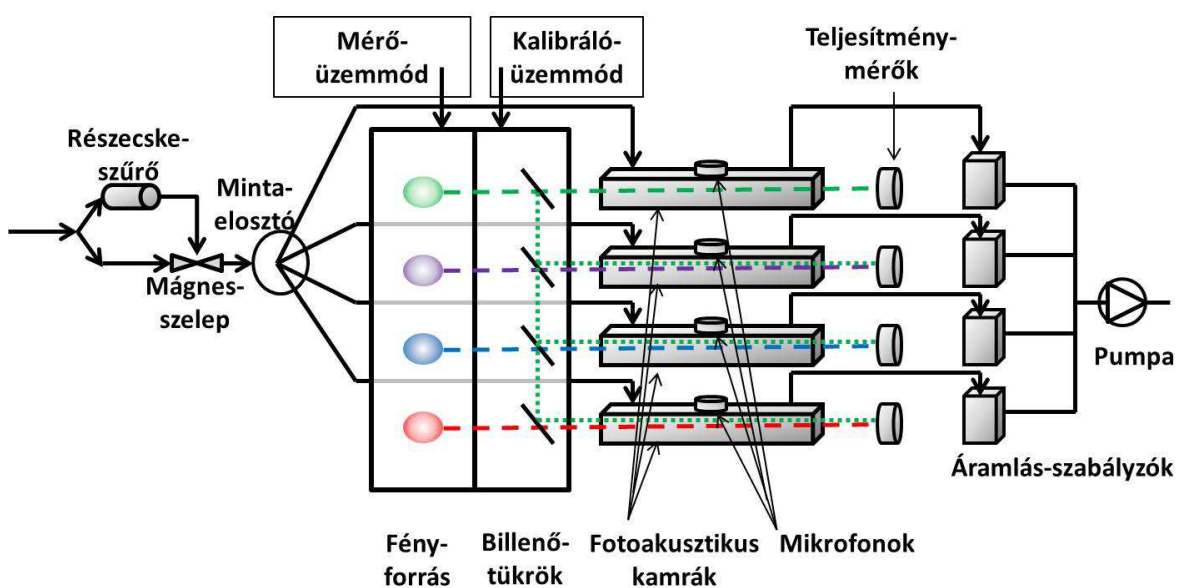 Mérő-
üzemmód
Kalibráló-
üzemmód
Teljesítmény-
mérők
Részecske-
szűrő
Minta-
elosztó
Mágnes-
szelep
Pumpa
Áramlás-szabályzók
Fény-
forrás
Billenő-
tükrök
Fotoakusztikus
kamrák
Mikrofonok